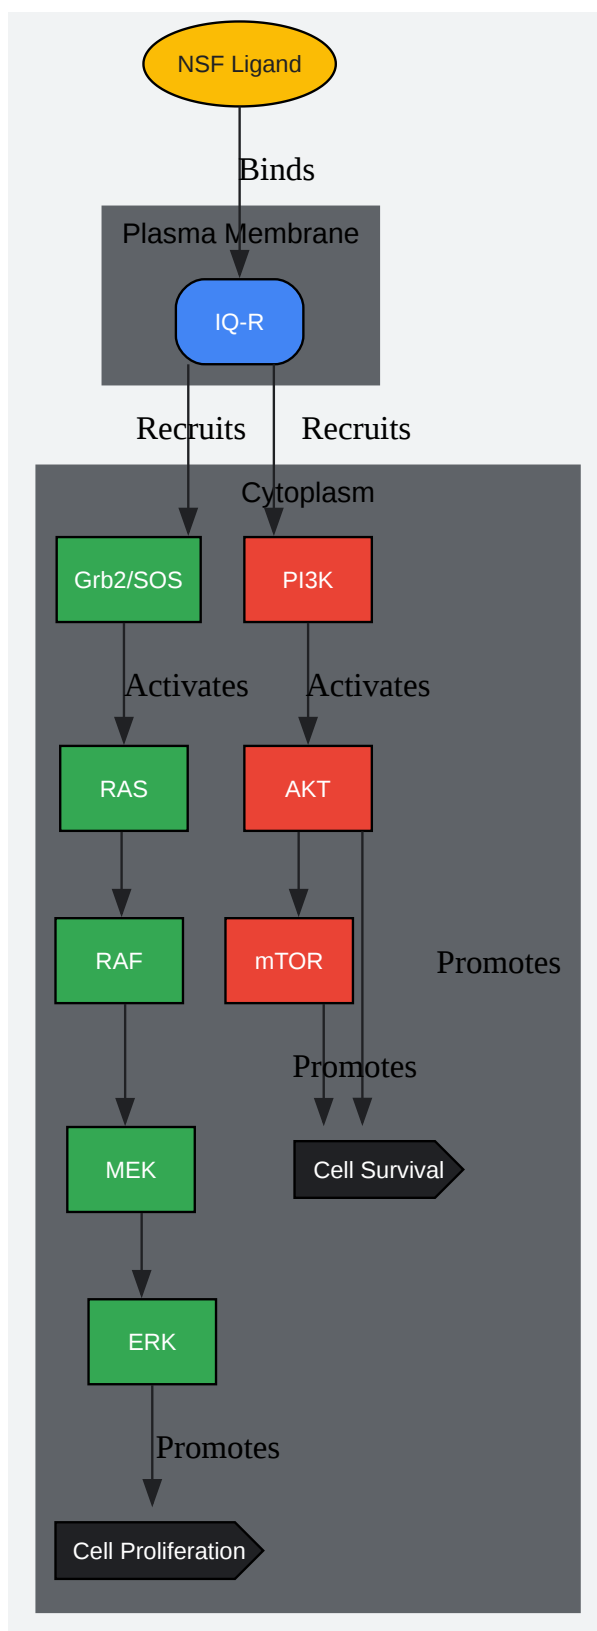 NSF Ligand
Binds
Plasma Membrane
IQ-R
Recruits
Recruits
Cytoplasm
Grb2/SOS
PI3K
Activates
Activates
RAS
AKT
RAF
mTOR
Promotes
Promotes
MEK
Cell Survival
ERK
Promotes
Cell Proliferation